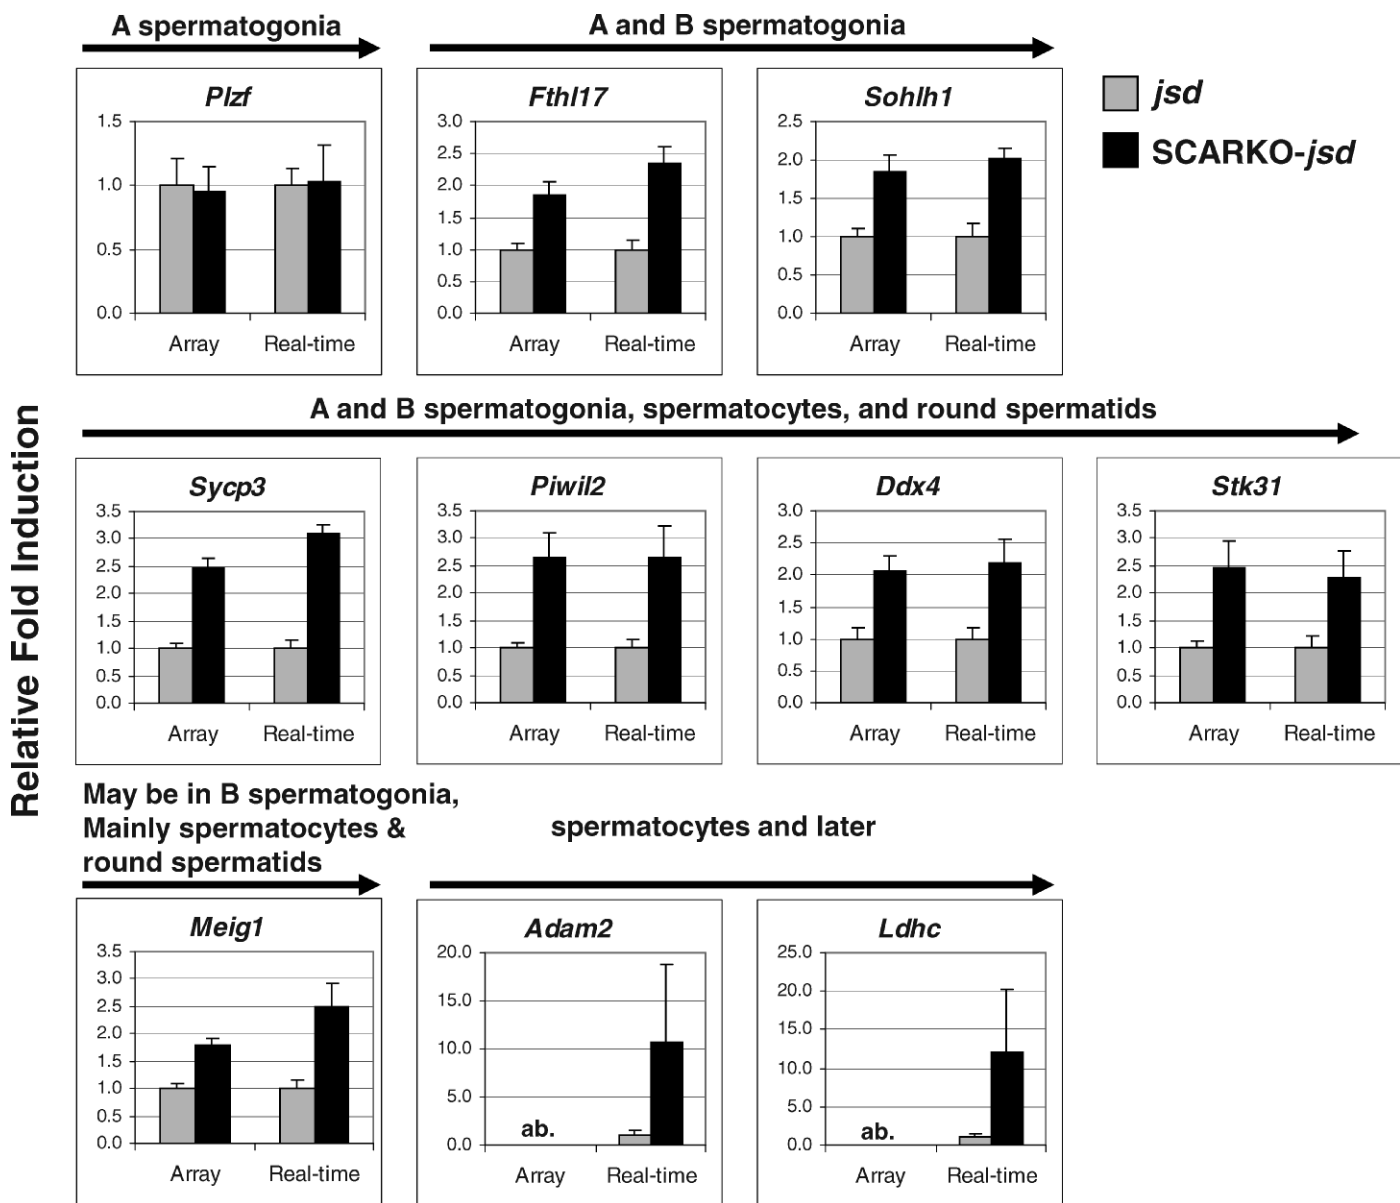 A spermatogonia
A and B spermatogonia
Plzf
1.5
1.0
0.5
0.0
Array Real-time
Fthl17
3.0
2.5
2.0
1.5
1.0
0.5
0.0
Array Real-time
Sohlh1
2.5
2.0
1.5
1.0
0.5
0.0
Array Real-time
jsd
SCARKO-jsd
Relative Fold Induction
A and B spermatogonia, spermatocytes, and round spermatids
Sycp3
3.5
3.0
2.5
2.0
1.5
1.0
0.5
0.0
Array Real-time
Piwil2
3.5
3.0
2.5
2.0
1.5
1.0
0.5
0.0
Array Real-time
Ddx4
3.0
2.5
2.0
1.5
1.0
0.5
0.0
Array Real-time
Stk31
3.5
3.0
2.5
2.0
1.5
1.0
0.5
0.0
Array Real-time
May be in B spermatogonia,
Mainly spermatocytes &
round spermatids
spermatocytes and later
Meig1
3.5
3.0
2.5
2.0
1.5
1.0
0.5
0.0
Array Real-time
Adam2
20.0
15.0
10.0
5.0
0.0
ab.
Array Real-time
Ldhc
25.0
20.0
15.0
10.0
5.0
0.0
ab.
Array Real-time